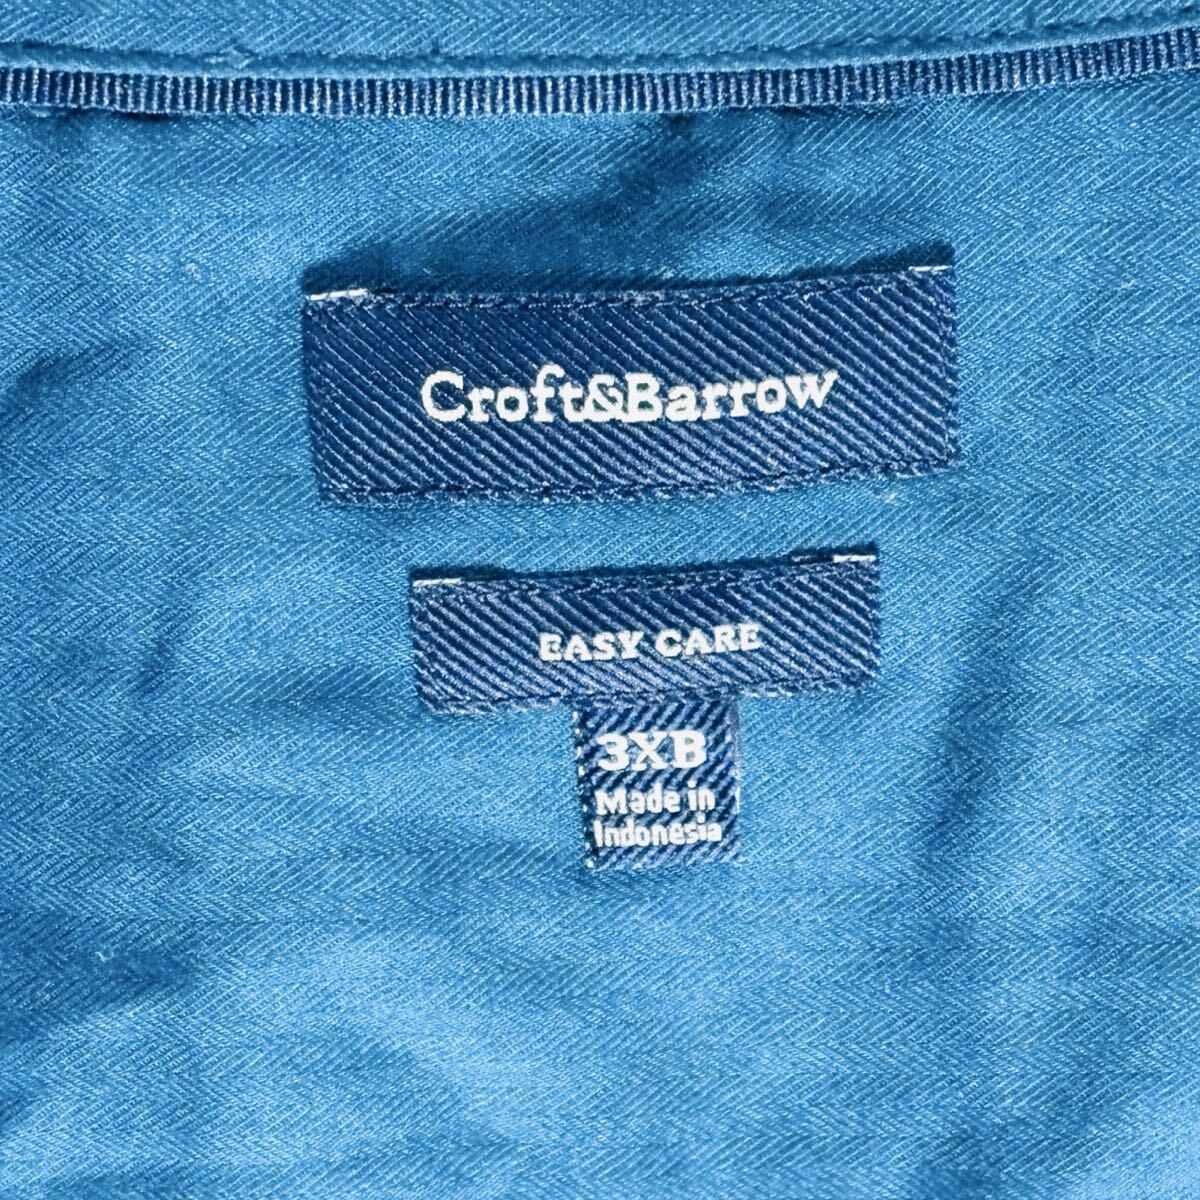 Croft&Barrow
EASY CARE
3XB
Made in
Indonesia